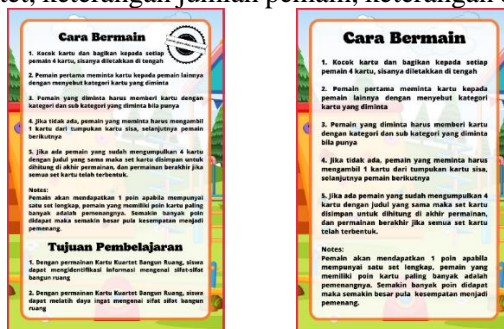 tet, keterangan jumlah pemain, keterangan
Cara Bermain
1. Kocok kartu dan bagikan kepada setiap
pemain 4 kartu, sisanya diletakkan di tengah
2. Pemain pertama meminta kartu kepada pemain lainnya
dengan menyebut kategori kartu yang diminta
3. Pemain yang diminta harus memberi kartu dengan
kategori dan sub kategori yang diminta bila punya
4. Jika tidak ada, pemain yang meminta harus mengambil
1 kartu dari tumpukan kartu sisa, selanjutnya pemain
berikutnya
5. Jika ada pemain yang sudah mengumpulkan 4 kartu
dengan judul yang sama maka set kartu disimpan untuk
dihitung di akhir permainan, dan permainan berakhir jika
semua set kartu telah terbentuk.
Notes:
Pemain akan mendapatkan 1 poin apabila mempunyai
satu set lengkap, pemain yang memiliki poin kartu paling
banyak adalah pemenangnya. Semakin banyak poin
didapat maka semakin besar pula kesempatan menjadi
pemenang.
Tujuan Pembelajaran
1. Dengan permainan Kartu Kuartet Bangun Ruang, siswa
dapat mengidentifikasi informasi mengenai sifat-sifat
bangun ruang
2. Dengan permainan Kartu Kuartet Bangun Ruang, siswa
dapat melatih daya ingat mengenai sifat sifat bangun
ruang
Cara Bermain
1. Kocok kartu dan bagikan kepada setiap
pemain 4 kartu, sisanya diletakkan di tengah
2. Pemain pertama meminta kartu kepada
pemain lainnya dengan menyebut kategori
kartu yang diminta
3. Pemain yang diminta harus memberi kartu
dengan kategori dan sub kategori yang diminta
bila punya
4. Jika tidak ada, pemain yang meminta harus
mengambil 1 kartu dari tumpukan kartu sisa,
selanjutnya pemain berikutnya
5. Jika ada pemain yang sudah mengumpulkan 4
kartu dengan judul yang sama maka set kartu
disimpan untuk dihitung di akhir permainan,
dan permainan berakhir jika semua set kartu
telah terbentuk.
Notes:
Pemain akan mendapatkan 1 poin apabila
mempunyai satu set lengkap, pemain yang
memiliki poin kartu paling banyak adalah
pemenangnya. Semakin banyak poin didapat
maka semakin besar pula kesempatan menjadi
pemenang.